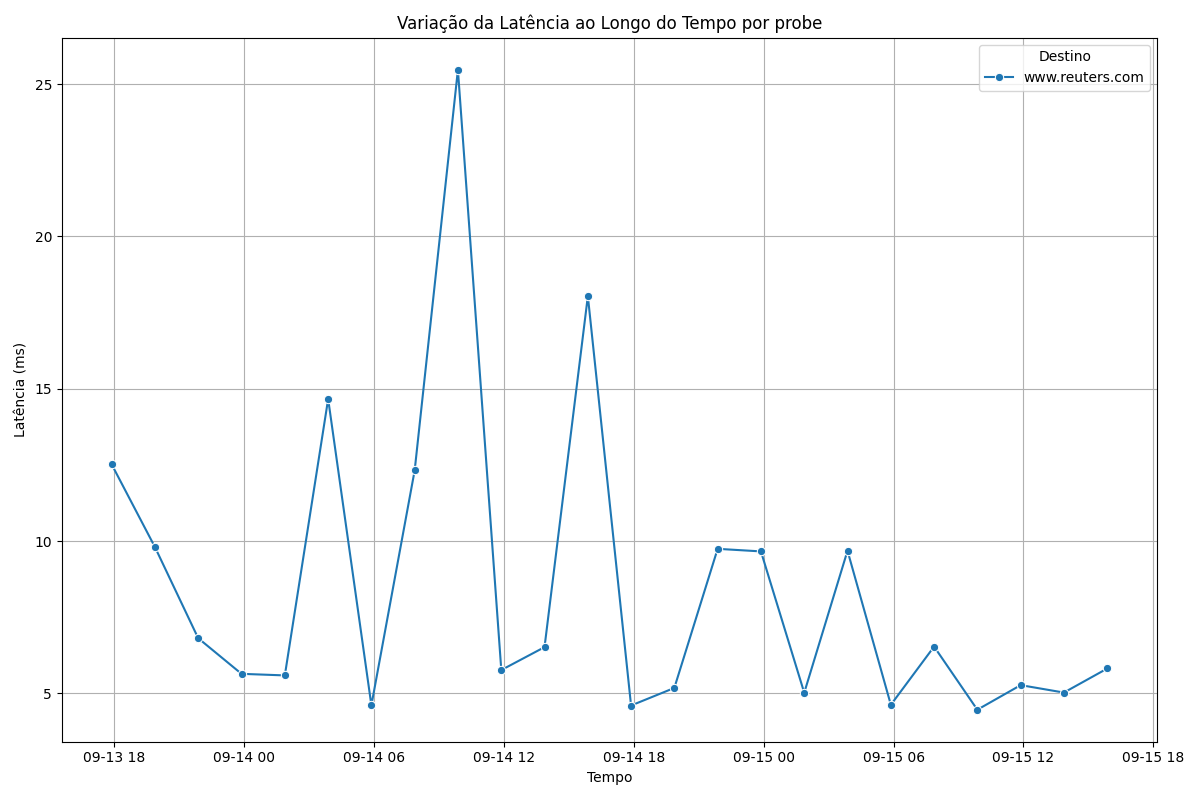 Variação da Latência ao Longo do Tempo por probe
Destino
www.reuters.com
25
20
15
10
5
Latência (ms)
09-13 18 09-14 00 09-14 06 09-14 12 09-14 18 09-15 00 09-15 06 09-15 12 09-15 18
Tempo